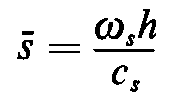 s̄ = ω_s h / c_s